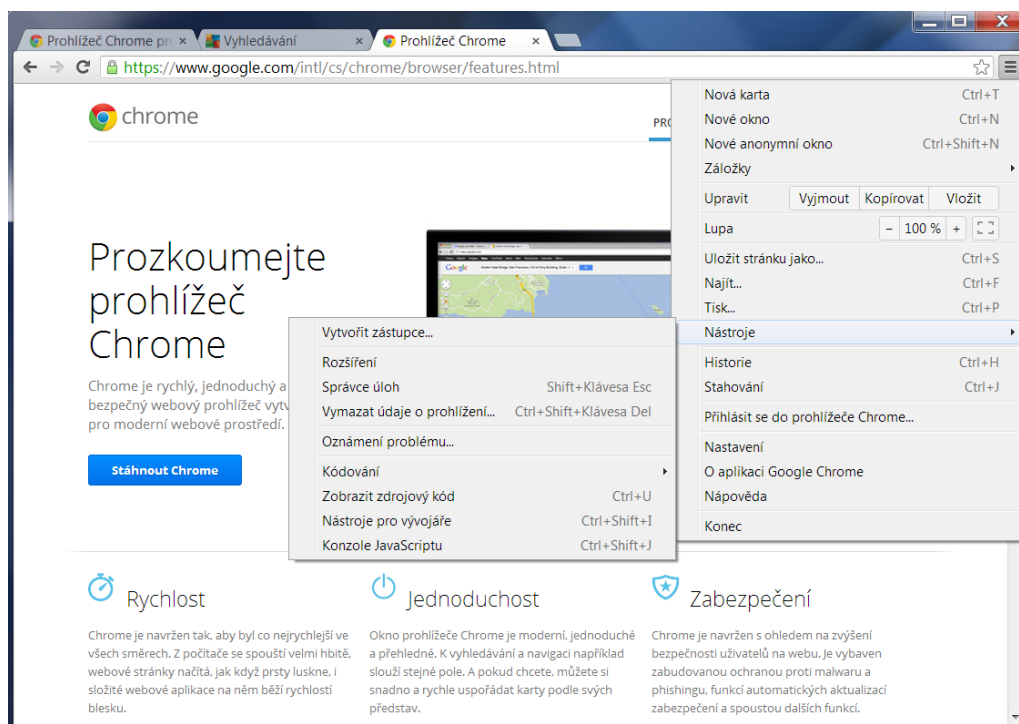 Prohlížeč Chrome pr
Vyhledávání
Prohlížeč Chrome
https://www.google.com/intl/cs/chrome/browser/features.html
chrome
Nová karta Ctrl+T
Nové okno Ctrl+N
Nové anonymní okno Ctrl+Shift+N
Záložky
Upravit Vyjmout Kopírovat Vložit
Lupa − 100 % +
Uložit stránku jako... Ctrl+S
Najít... Ctrl+F
Tisk... Ctrl+P
Nástroje
Historie Ctrl+H
Stahování Ctrl+J
Přihlásit se do prohlížeče Chrome...
Nastavení
O aplikaci Google Chrome
Nápověda
Konec
Prozkoumejte
prohlížeč
Chrome
Google
Chrome je rychlý, jednoduchý a
bezpečný webový prohlížeč vytv
pro moderní webové prostředí.
Stáhnout Chrome
Vytvořit zástupce...
Rozšíření
Správce úloh Shift+Klávesa Esc
Vymazat údaje o prohlížení... Ctrl+Shift+Klávesa Del
Oznámení problému...
Kódování
Zobrazit zdrojový kód Ctrl+U
Nástroje pro vývojáře Ctrl+Shift+I
Konzole JavaScriptu Ctrl+Shift+J
Rychlost
Chrome je navržen tak, aby byl co nejrychlejší ve
všech směrech. Z počítače se spouští velmi hbitě,
webové stránky načítá, jak když prsty luskne, i
složité webové aplikace na něm běží rychlostí
blesku.
Jednoduchost
Okno prohlížeče Chrome je moderní, jednoduché
a přehledné. K vyhledávání a navigaci například
slouží stejné pole. A pokud chcete, můžete si
snadno a rychle uspořádat karty podle svých
představ.
Zabezpečení
Chrome je navržen s ohledem na zvýšení
bezpečnosti uživatelů na webu. Je vybaven
zabudovanou ochranou proti malwaru a
phishingu, funkcí automatických aktualizací
zabezpečení a spoustou dalších funkcí.